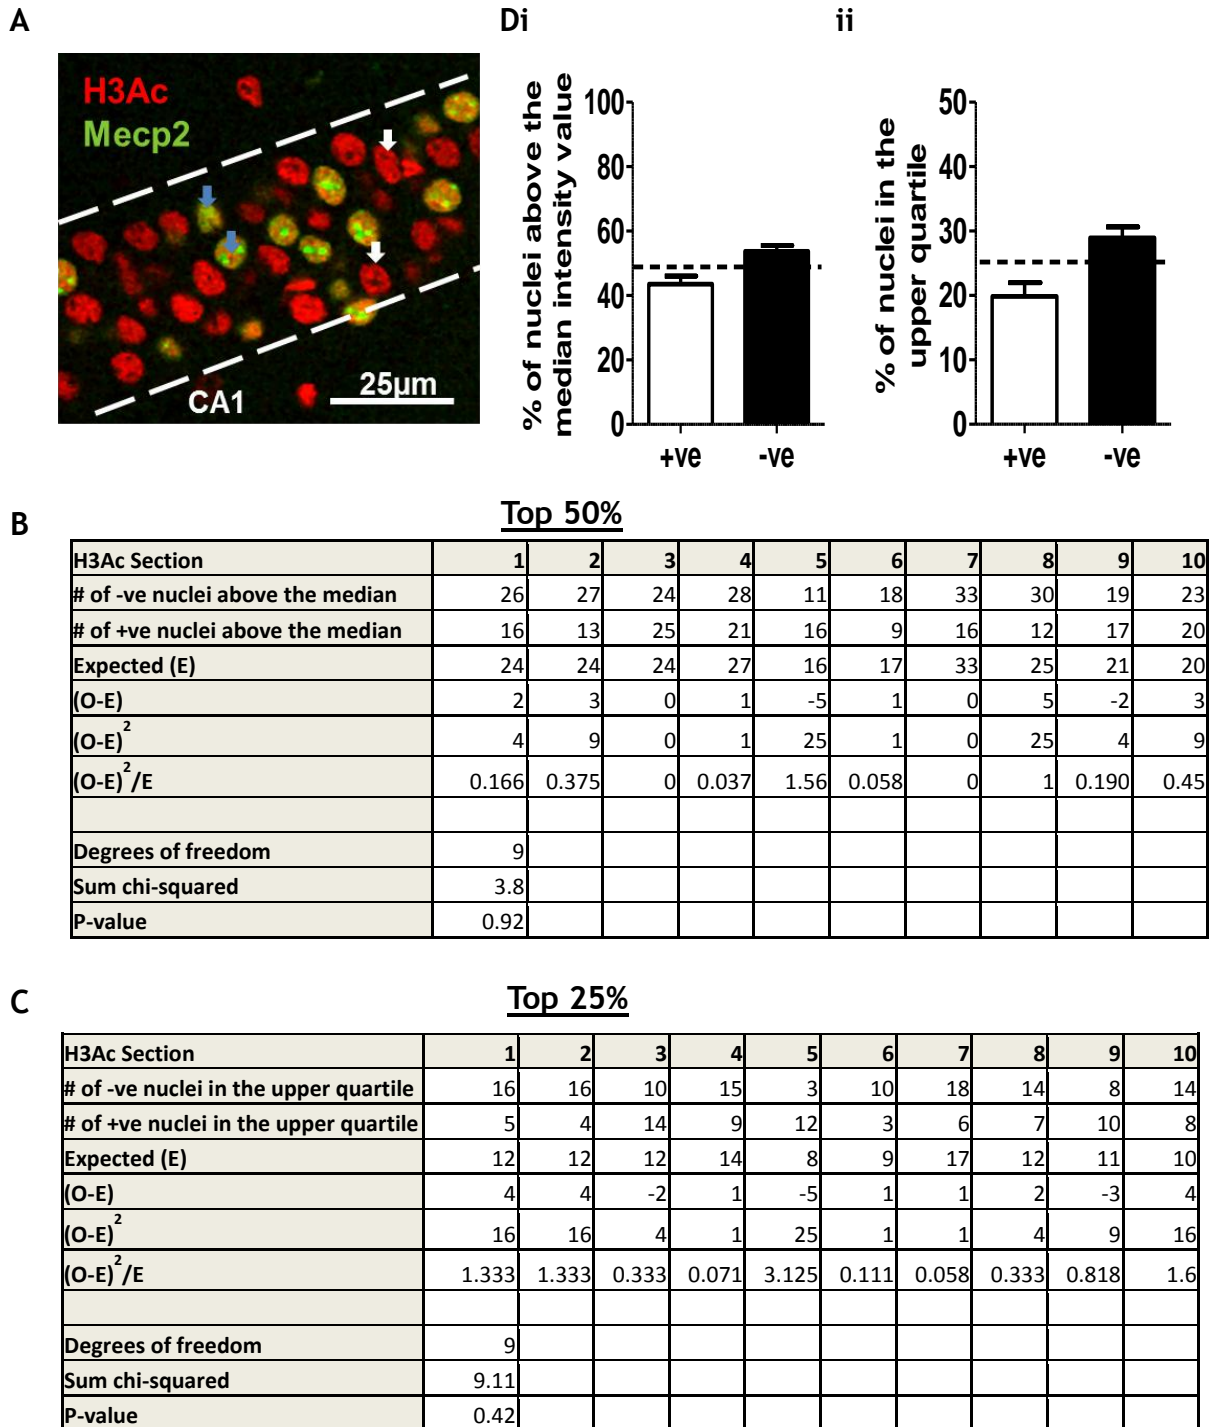 A
Di
ii
H3Ac
Mecp2
CA1
25µm
% of nuclei above the
median intensity value
100
80
60
40
20
0
+ve -ve
% of nuclei in the
upper quartile
50
40
30
20
10
0
+ve -ve
B
Top 50%
H3Ac Section 1 2 3 4 5 6 7 8 9 10
# of -ve nuclei above the median 26 27 24 28 11 18 33 30 19 23
# of +ve nuclei above the median 16 13 25 21 16 9 16 12 17 20
Expected (E) 24 24 24 27 16 17 33 25 21 20
(O-E) 2 3 0 1 -5 1 0 5 -2 3
(O-E)² 4 9 0 1 25 1 0 25 4 9
(O-E)²/E 0.166 0.375 0 0.037 1.56 0.058 0 1 0.190 0.45
Degrees of freedom 9
Sum chi-squared 3.8
P-value 0.92
C
Top 25%
H3Ac Section 1 2 3 4 5 6 7 8 9 10
# of -ve nuclei in the upper quartile 16 16 10 15 3 10 18 14 8 14
# of +ve nuclei in the upper quartile 5 4 14 9 12 3 6 7 10 8
Expected (E) 12 12 12 14 8 9 17 12 11 10
(O-E) 4 4 -2 1 -5 1 1 2 -3 4
(O-E)² 16 16 4 1 25 1 1 4 9 16
(O-E)²/E 1.333 1.333 0.333 0.071 3.125 0.111 0.058 0.333 0.818 1.6
Degrees of freedom 9
Sum chi-squared 9.11
P-value 0.42